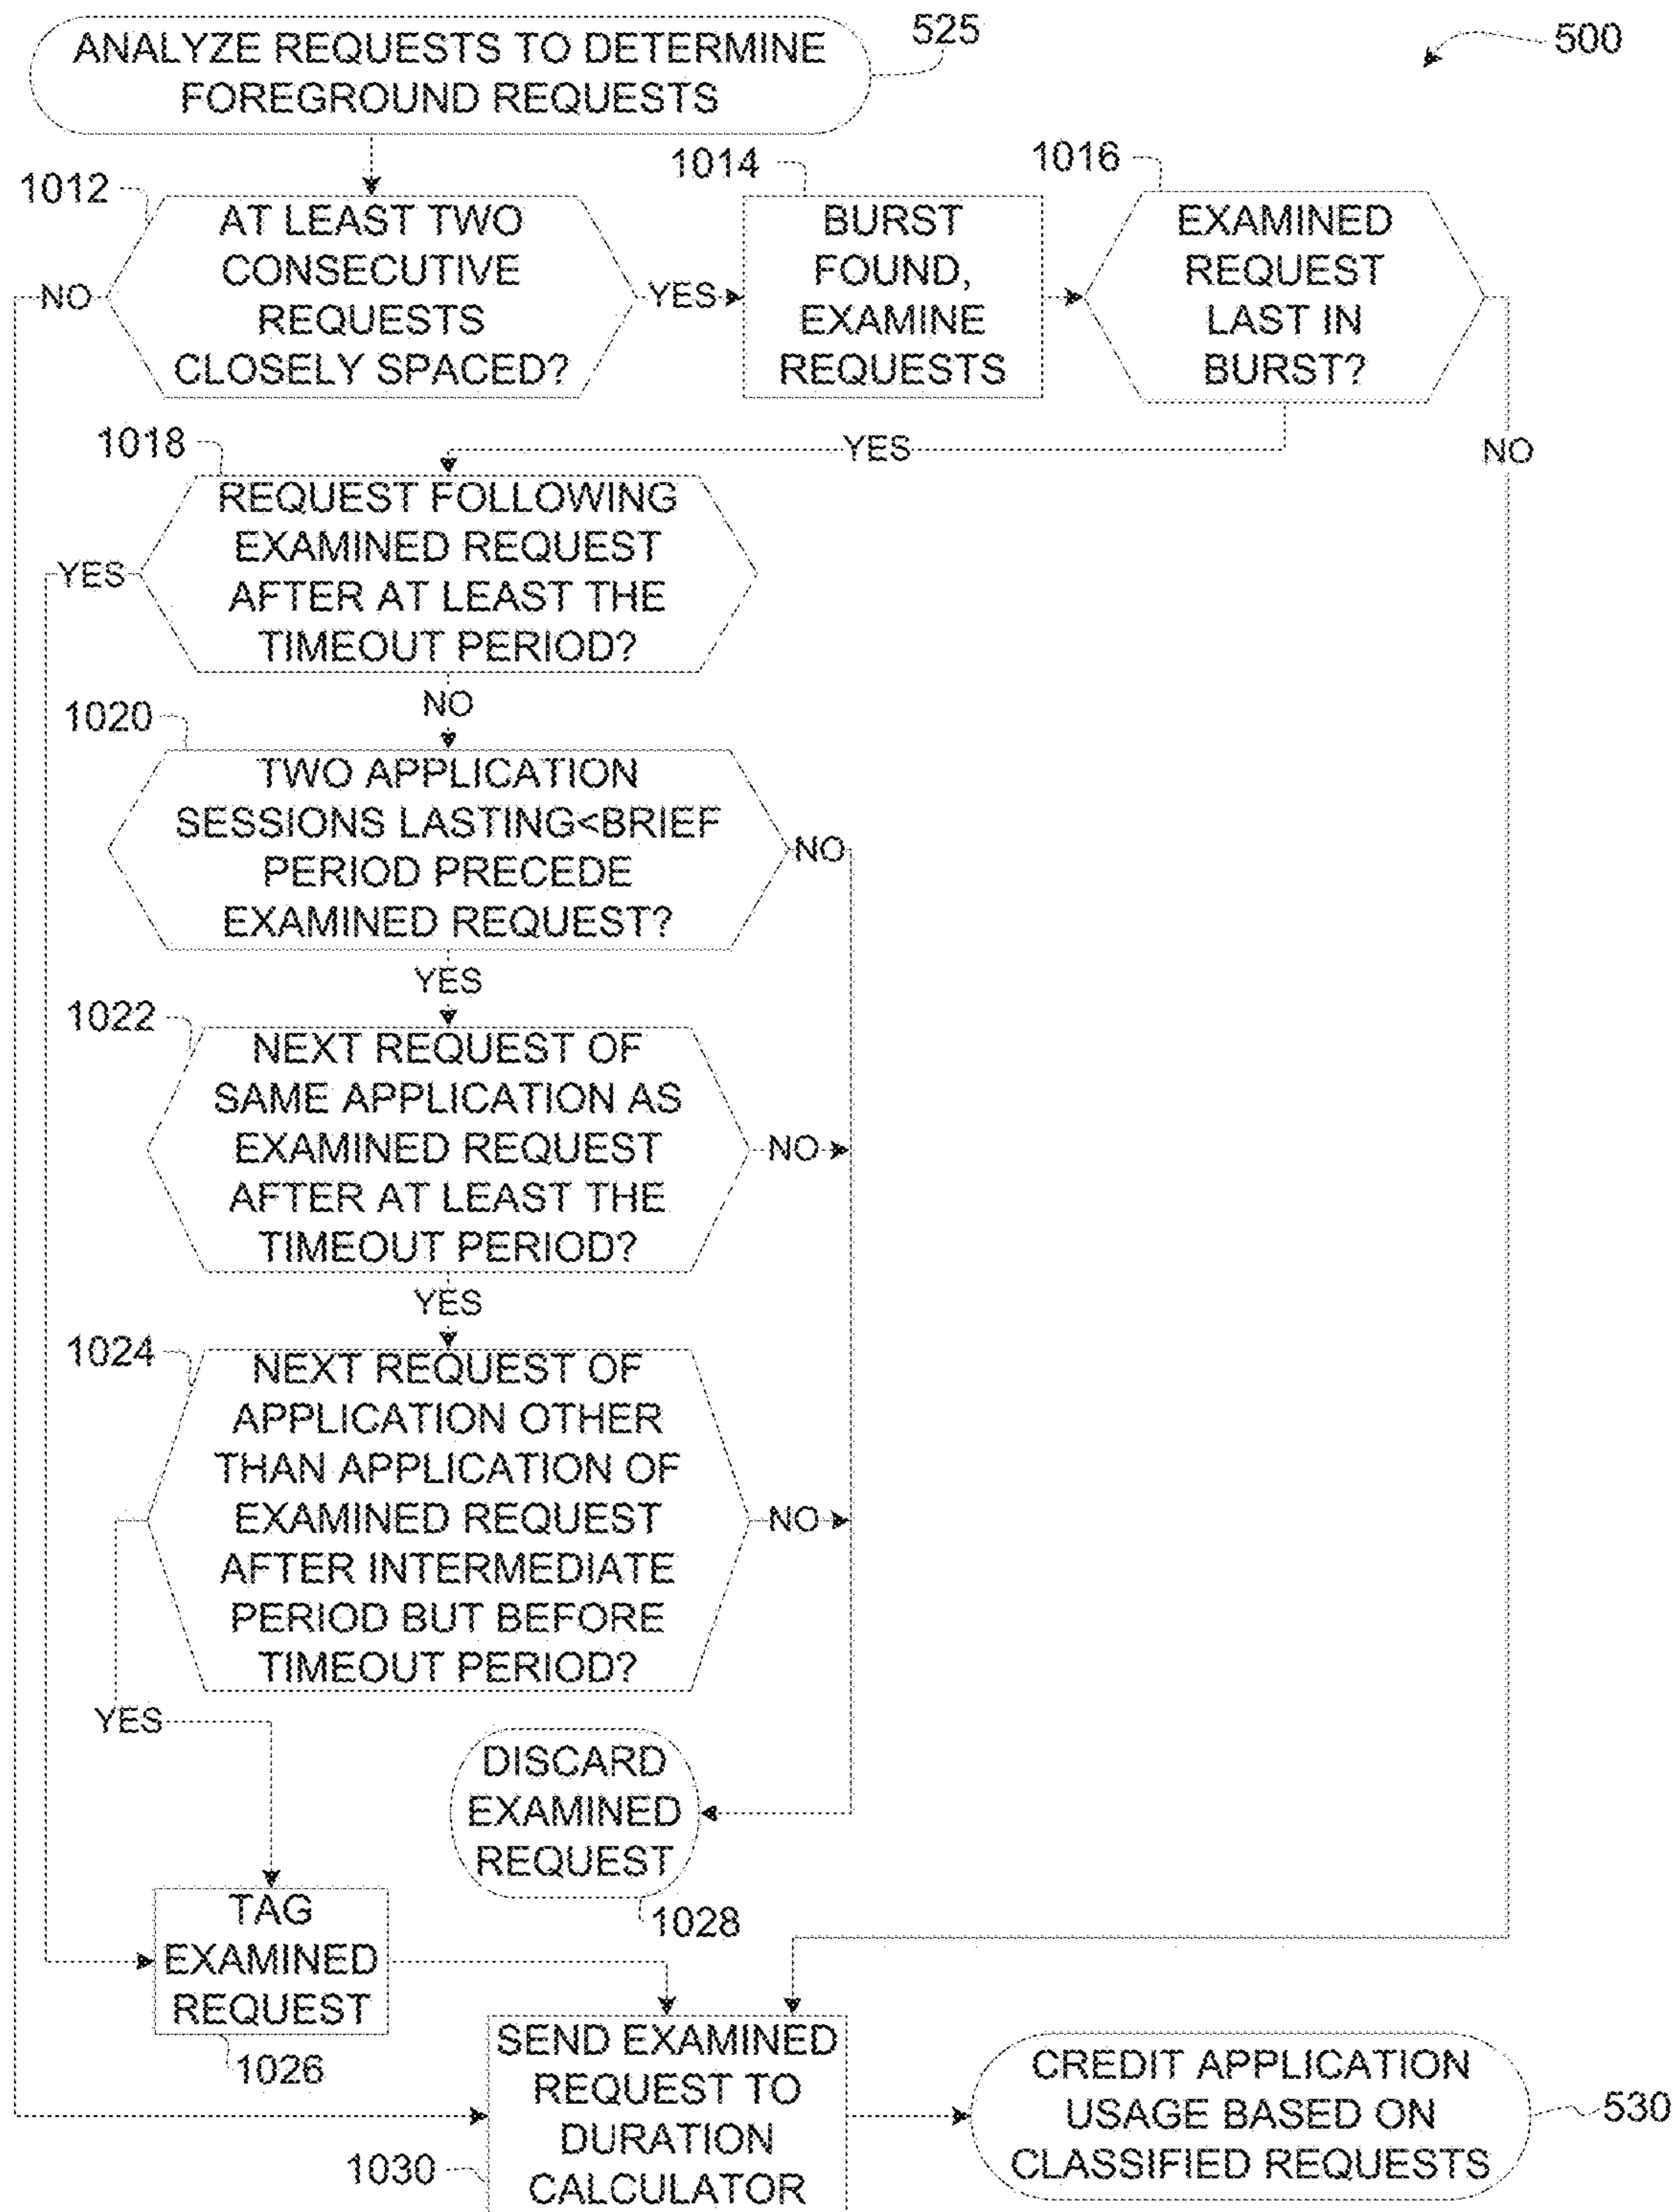 ANALYZE REQUESTS TO DETERMINE
FOREGROUND REQUESTS
525
500
1012
AT LEAST TWO
CONSECUTIVE
REQUESTS
CLOSELY SPACED?
NO
YES
1014
BURST
FOUND,
EXAMINE
REQUESTS
1016
EXAMINED
REQUEST
LAST IN
BURST?
YES
NO
1018
REQUEST FOLLOWING
EXAMINED REQUEST
AFTER AT LEAST THE
TIMEOUT PERIOD?
YES
NO
1020
TWO APPLICATION
SESSIONS LASTING<BRIEF
PERIOD PRECEDE
EXAMINED REQUEST?
NO
YES
1022
NEXT REQUEST OF
SAME APPLICATION AS
EXAMINED REQUEST
AFTER AT LEAST THE
TIMEOUT PERIOD?
NO
YES
1024
NEXT REQUEST OF
APPLICATION OTHER
THAN APPLICATION OF
EXAMINED REQUEST
AFTER INTERMEDIATE
PERIOD BUT BEFORE
TIMEOUT PERIOD?
NO
YES
DISCARD
EXAMINED
REQUEST
1028
TAG
EXAMINED
REQUEST
1026
SEND EXAMINED
REQUEST TO
DURATION
CALCULATOR
1030
CREDIT APPLICATION
USAGE BASED ON
CLASSIFIED REQUESTS
530